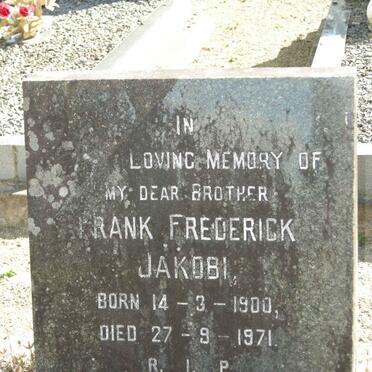 IN
LOVING MEMORY OF
MY DEAR BROTHER
FRANK FREDERICK
JAKOBI,
BORN 14 - 3 - 1900,
DIED 27 - 9 - 1971.
R. I. P.